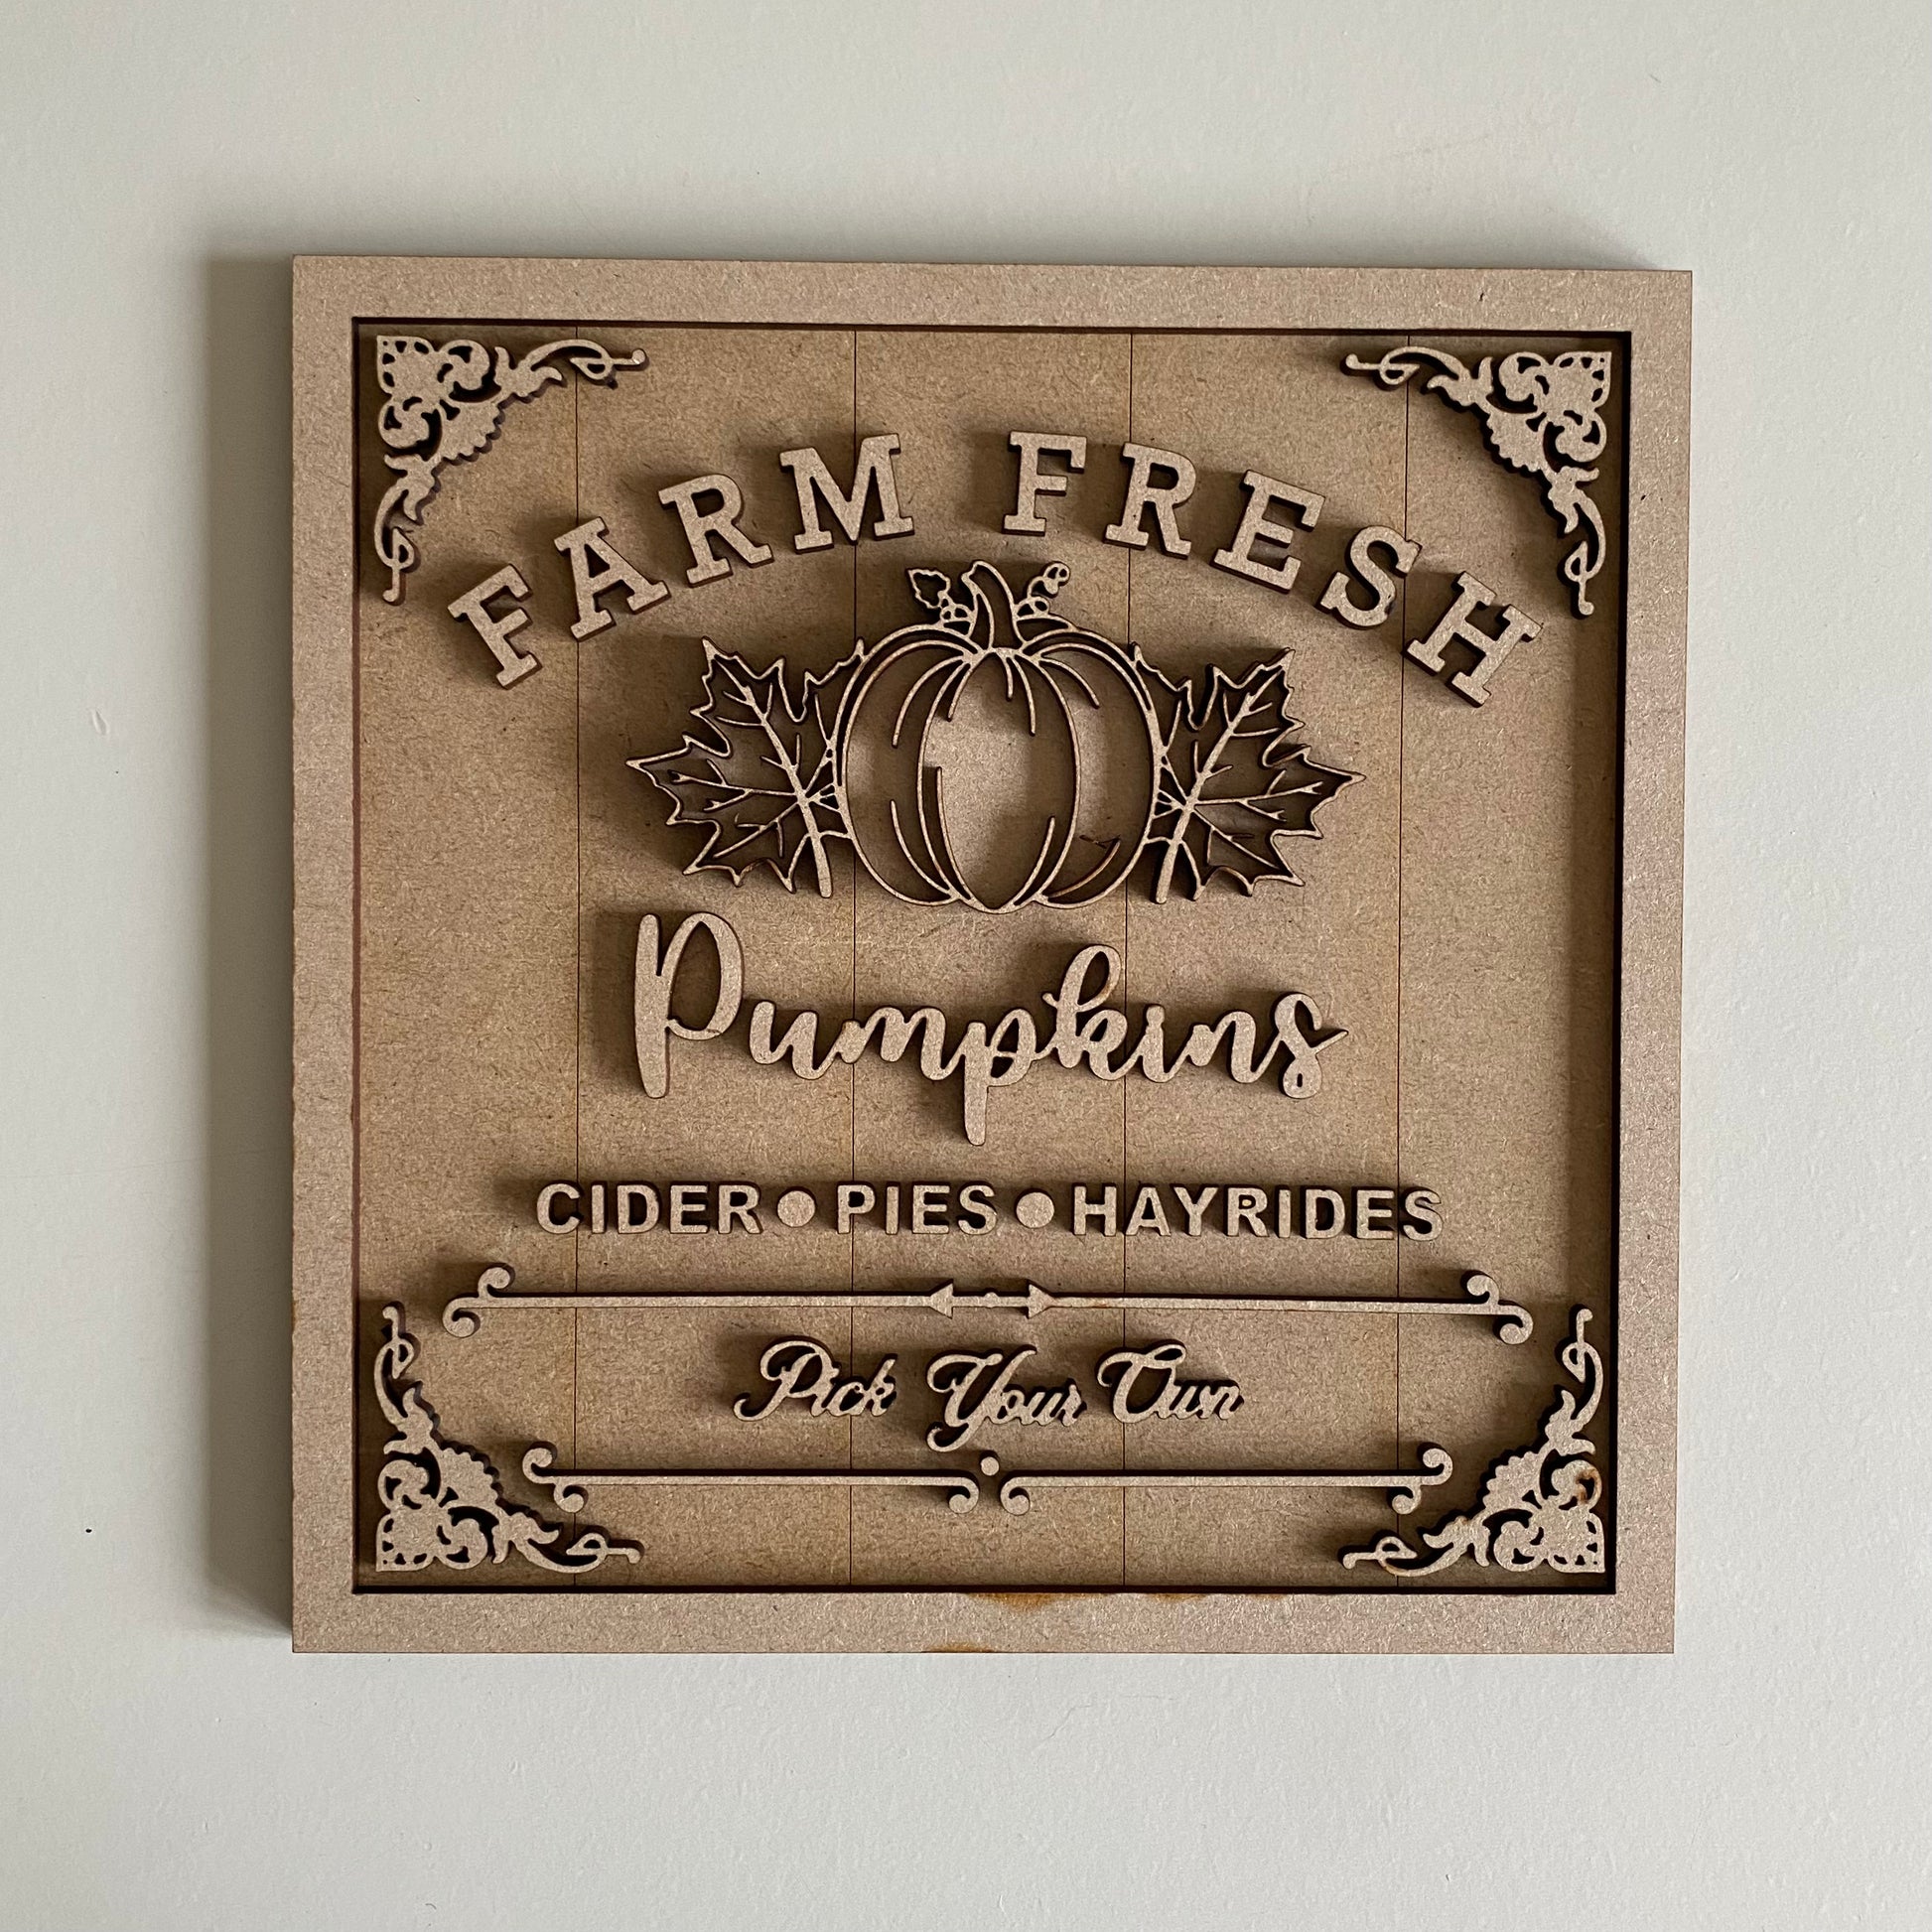 FARM FRESH
Pumpkins
CIDER•PIES•HAYRIDES
Pick Your Own